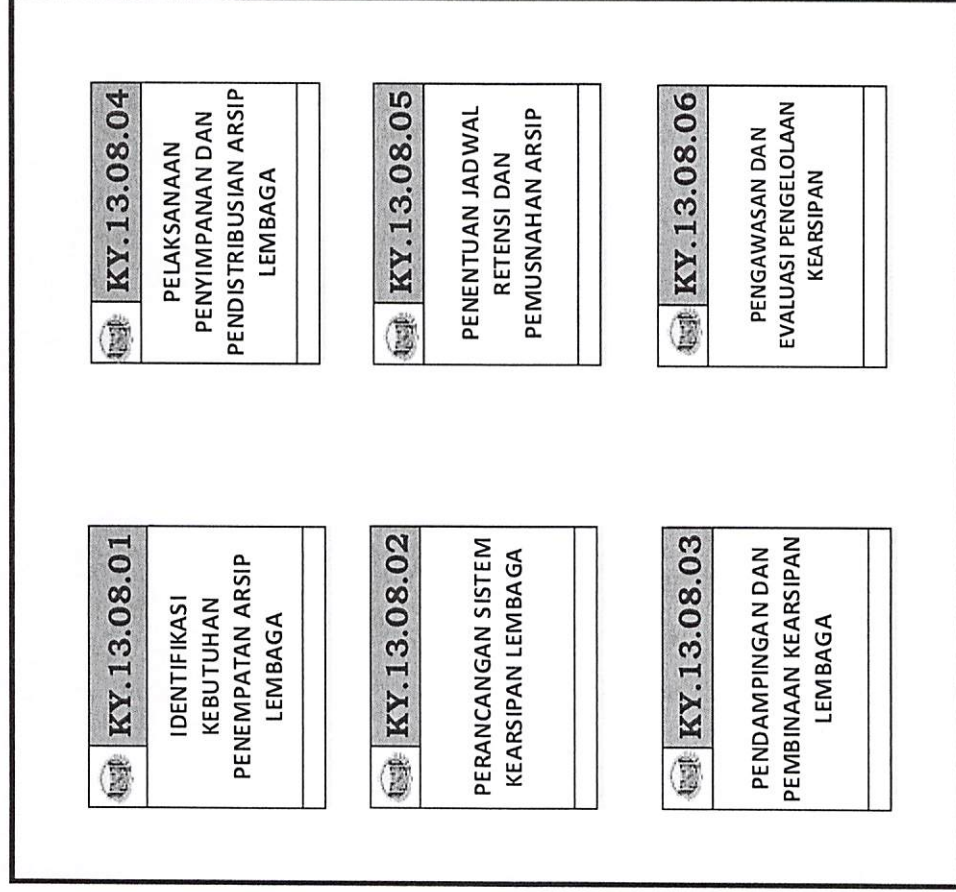 KY.13.08.01
IDENTIFIKASI
KEBUTUHAN
PENEMPATAN ARSIP
LEMBAGA
KY.13.08.02
PERANCANGAN SISTEM
KEARSIPAN LEMBAGA
KY.13.08.03
PENDAMPINGAN DAN
PEMBINAAN KEARSIPAN
LEMBAGA
KY.13.08.04
PELAKSANAAN
PENYIMPANAN DAN
PENDISTRIBUSIAN ARSIP
LEMBAGA
KY.13.08.05
PENENTUAN JADWAL
RETENSI DAN
PEMUSNAHAN ARSIP
KY.13.08.06
PENGAWASAN DAN
EVALUASI PENGELOLAAN
KEARSIPAN